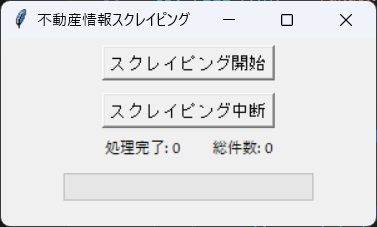 不動産情報スクレイピング
スクレイピング開始
スクレイピング中断
処理完了: 0 総件数: 0